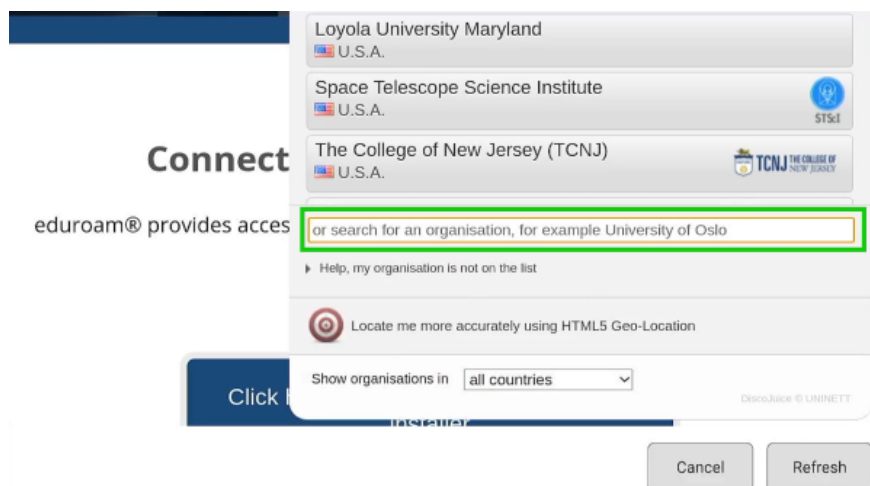 Loyola University Maryland
U.S.A.
Space Telescope Science Institute
U.S.A.
STScI
The College of New Jersey (TCNJ)
U.S.A.
TCNJ THE COLLEGE OF
NEW JERSEY
Connect
eduroam® provides acces
or search for an organisation, for example University of Oslo
Help, my organisation is not on the list
Locate me more accurately using HTML5 Geo-Location
Show organisations in all countries
DiscoJuice © UNINETT
Click
Installer
Cancel Refresh